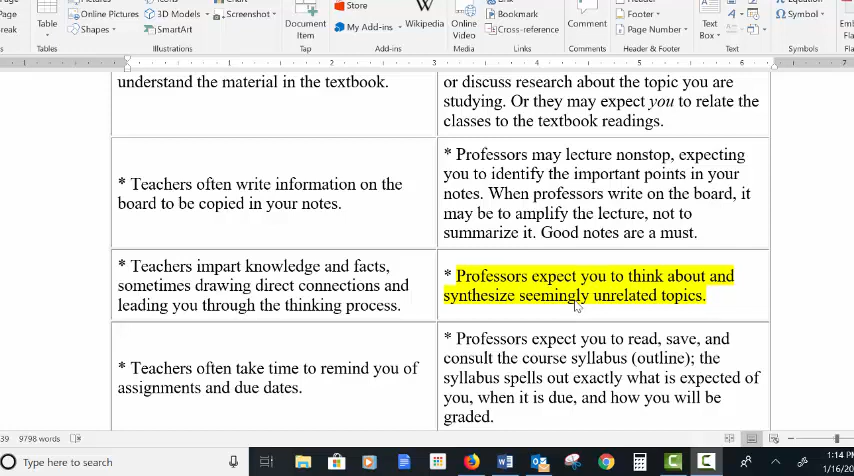 Store
Table
Online Pictures
3D Models
Screenshot
Shapes
SmartArt
Illustrations
Tables
Document
Item
Tap
My Add-ins
Wikipedia
Add-ins
Online
Video
Media
Bookmark
Cross-reference
Links
Comment
Comments
Footer
Page Number
Header & Footer
Text
Box
Text
Equation
Symbol
Symbols
understand the material in the textbook.
or discuss research about the topic you are
studying. Or they may expect you to relate the
classes to the textbook readings.
* Teachers often write information on the
board to be copied in your notes.
* Professors may lecture nonstop, expecting
you to identify the important points in your
notes. When professors write on the board, it
may be to amplify the lecture, not to
summarize it. Good notes are a must.
* Teachers impart knowledge and facts,
sometimes drawing direct connections and
leading you through the thinking process.
* Professors expect you to think about and
synthesize seemingly unrelated topics.
* Teachers often take time to remind you of
assignments and due dates.
* Professors expect you to read, save, and
consult the course syllabus (outline); the
syllabus spells out exactly what is expected of
you, when it is due, and how you will be
graded.
39 9798 words
Type here to search
1:14 PM